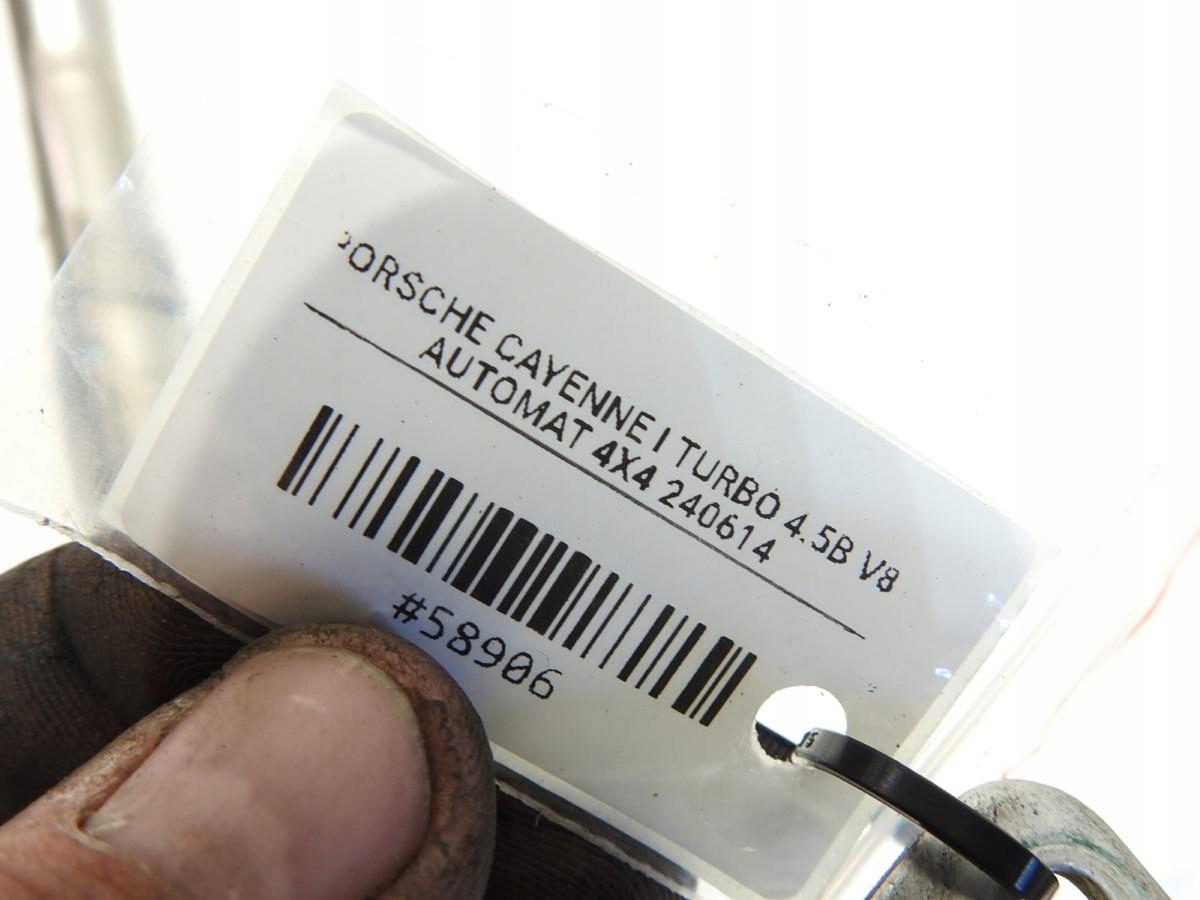 PORSCHE CAYENNE I TURBO 4.5B V8
AUTOMAT 4X4 240614
#58906